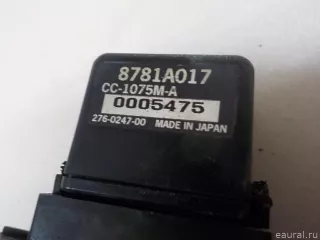 8781A017
CC-1075M-A
0005475
276-0247-00 MADE IN JAPAN
eaural.ru